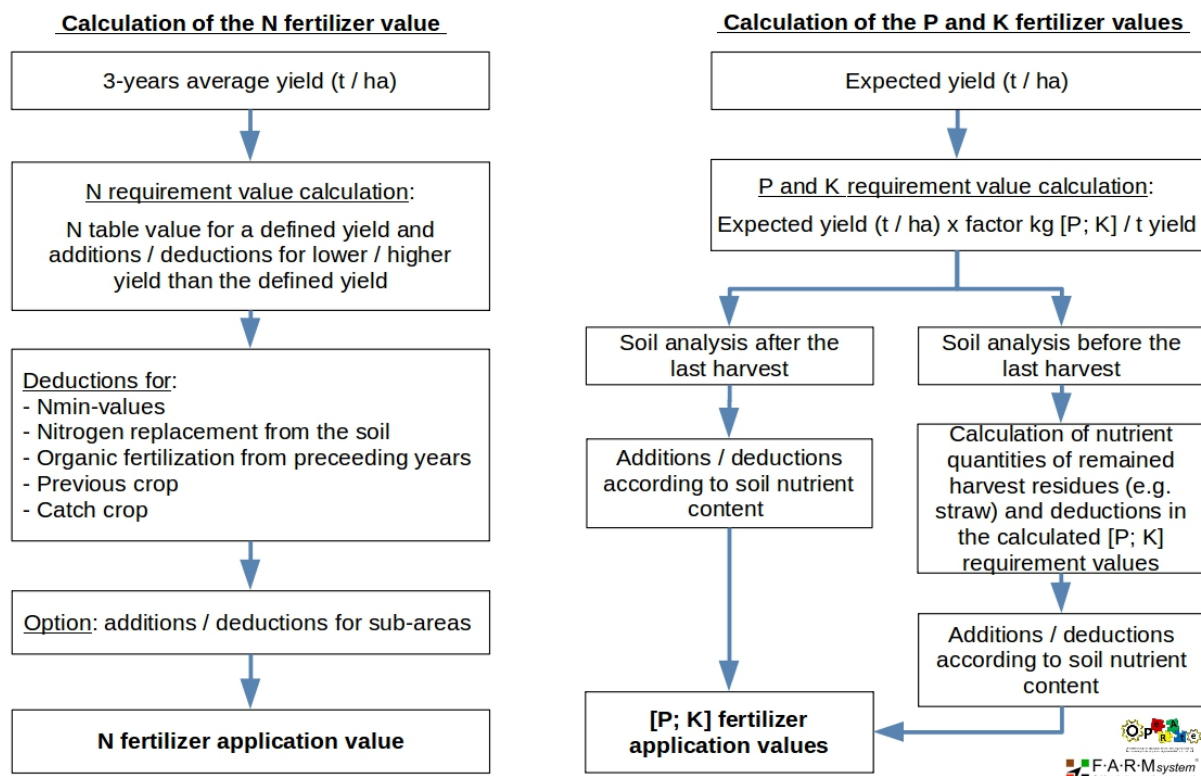 Calculation of the N fertilizer value
3-years average yield (t / ha)
N requirement value calculation:
N table value for a defined yield and
additions / deductions for lower / higher
yield than the defined yield
Deductions for:
- Nmin-values
- Nitrogen replacement from the soil
- Organic fertilization from preceeding years
- Previous crop
- Catch crop
Option: additions / deductions for sub-areas
N fertilizer application value
Calculation of the P and K fertilizer values
Expected yield (t / ha)
P and K requirement value calculation:
Expected yield (t / ha) x factor kg [P; K] / t yield
Soil analysis after the
last harvest
Additions / deductions
according to soil nutrient
content
Soil analysis before the
last harvest
Calculation of nutrient
quantities of remained
harvest residues (e.g.
straw) and deductions in
the calculated [P; K]
requirement values
Additions / deductions
according to soil nutrient
content
[P; K] fertilizer
application values
OpeRAte
F·A·R·Msystem